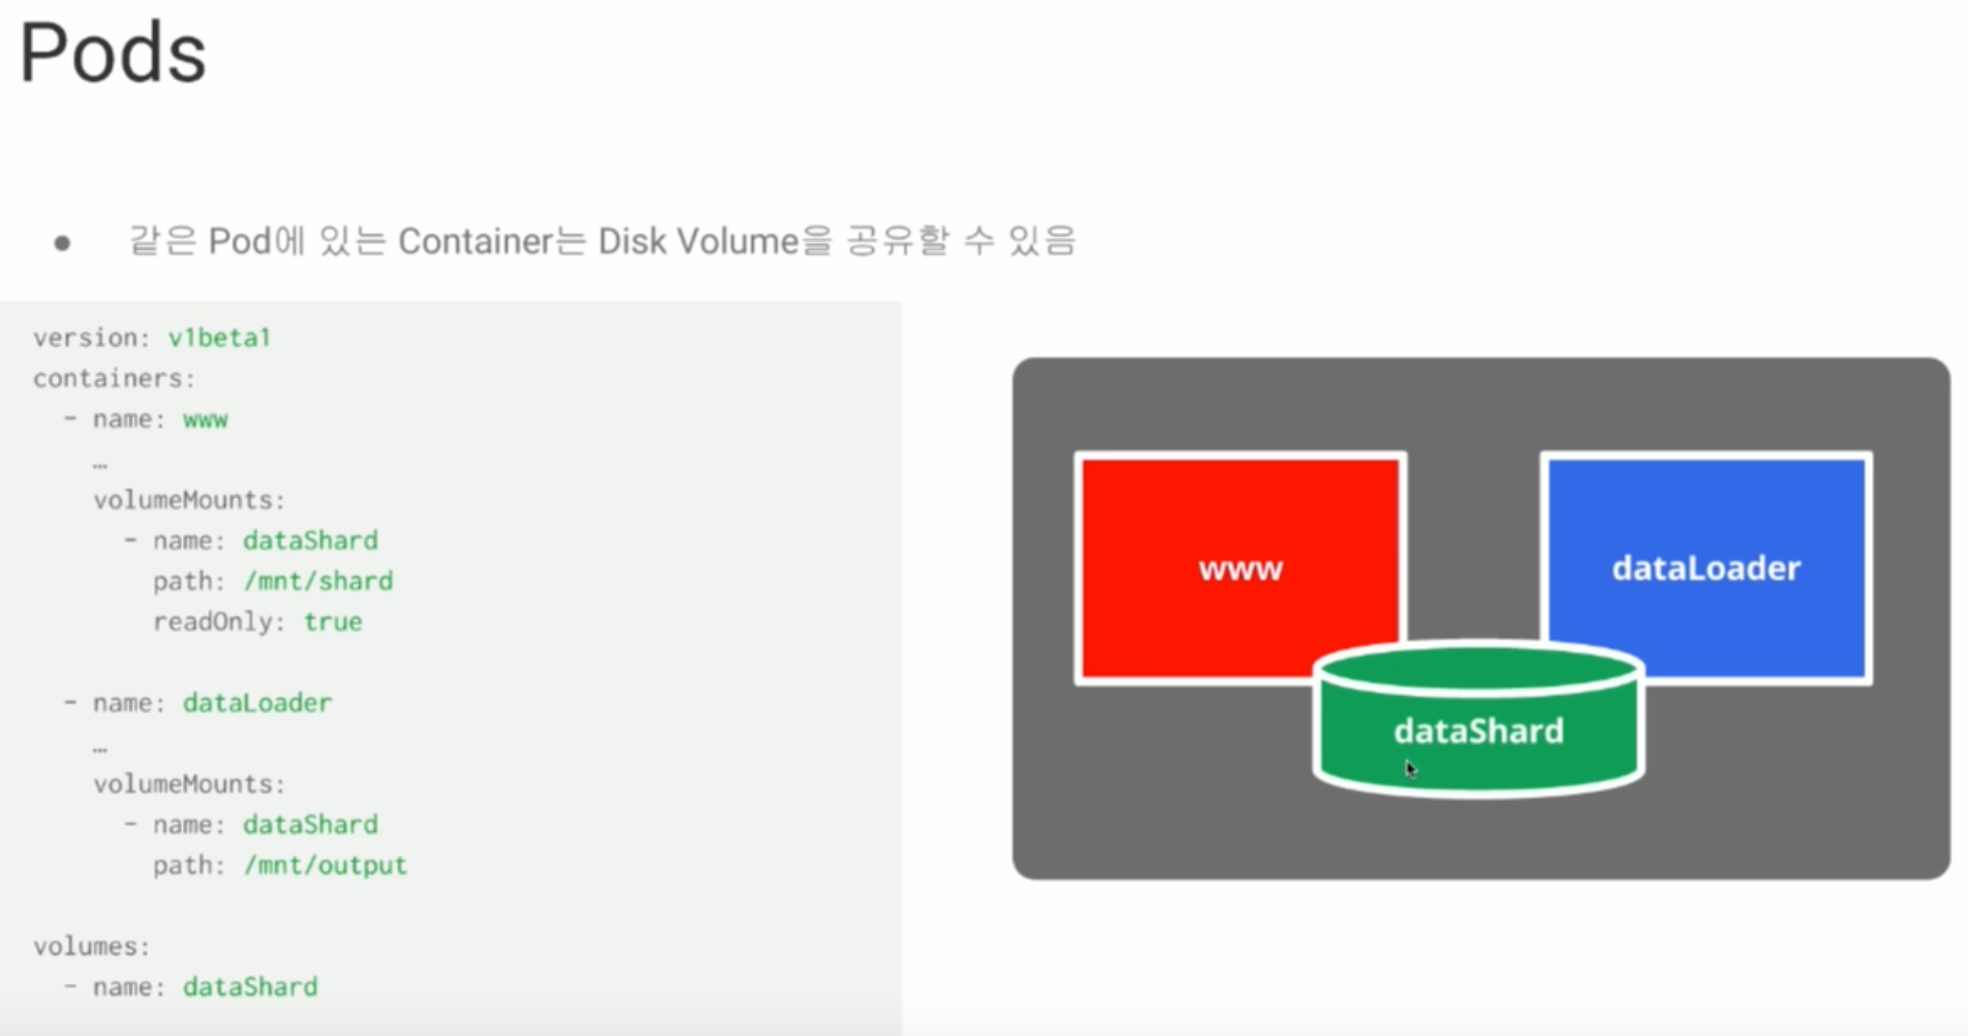 Pods
● 같은 Pod에 있는 Container는 Disk Volume을 공유할 수 있음
version: v1beta1
containers:
- name: www
…
volumeMounts:
- name: dataShard
path: /mnt/shard
readOnly: true
- name: dataLoader
…
volumeMounts:
- name: dataShard
path: /mnt/output
volumes:
- name: dataShard
www
dataLoader
dataShard